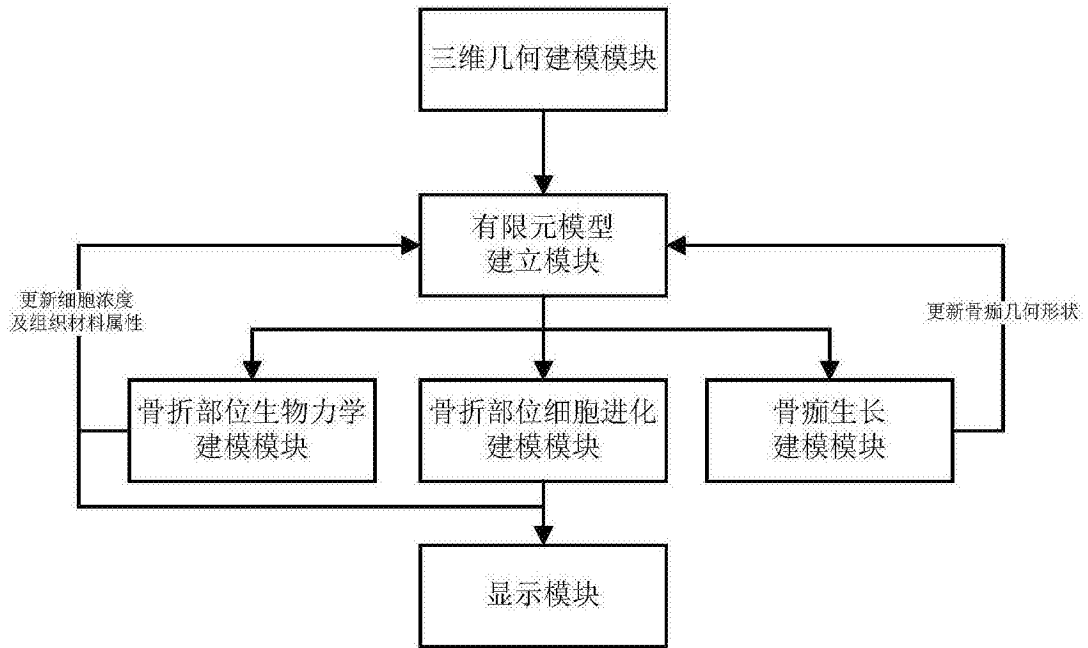 三维几何建模模块
有限元模型
建立模块
更新细胞浓度
及组织材料属性
更新骨痂几何形状
骨折部位生物力学
建模模块
骨折部位细胞进化
建模模块
骨痂生长
建模模块
显示模块